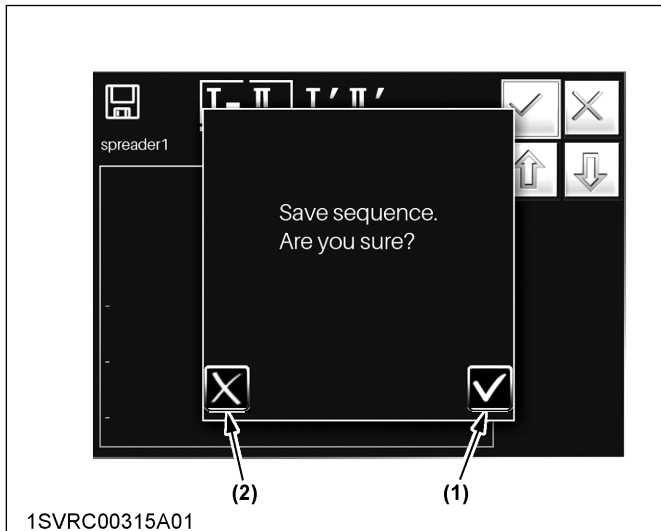 spreader1
Save sequence.
Are you sure?
(2)
(1)
1SVRC00315A01